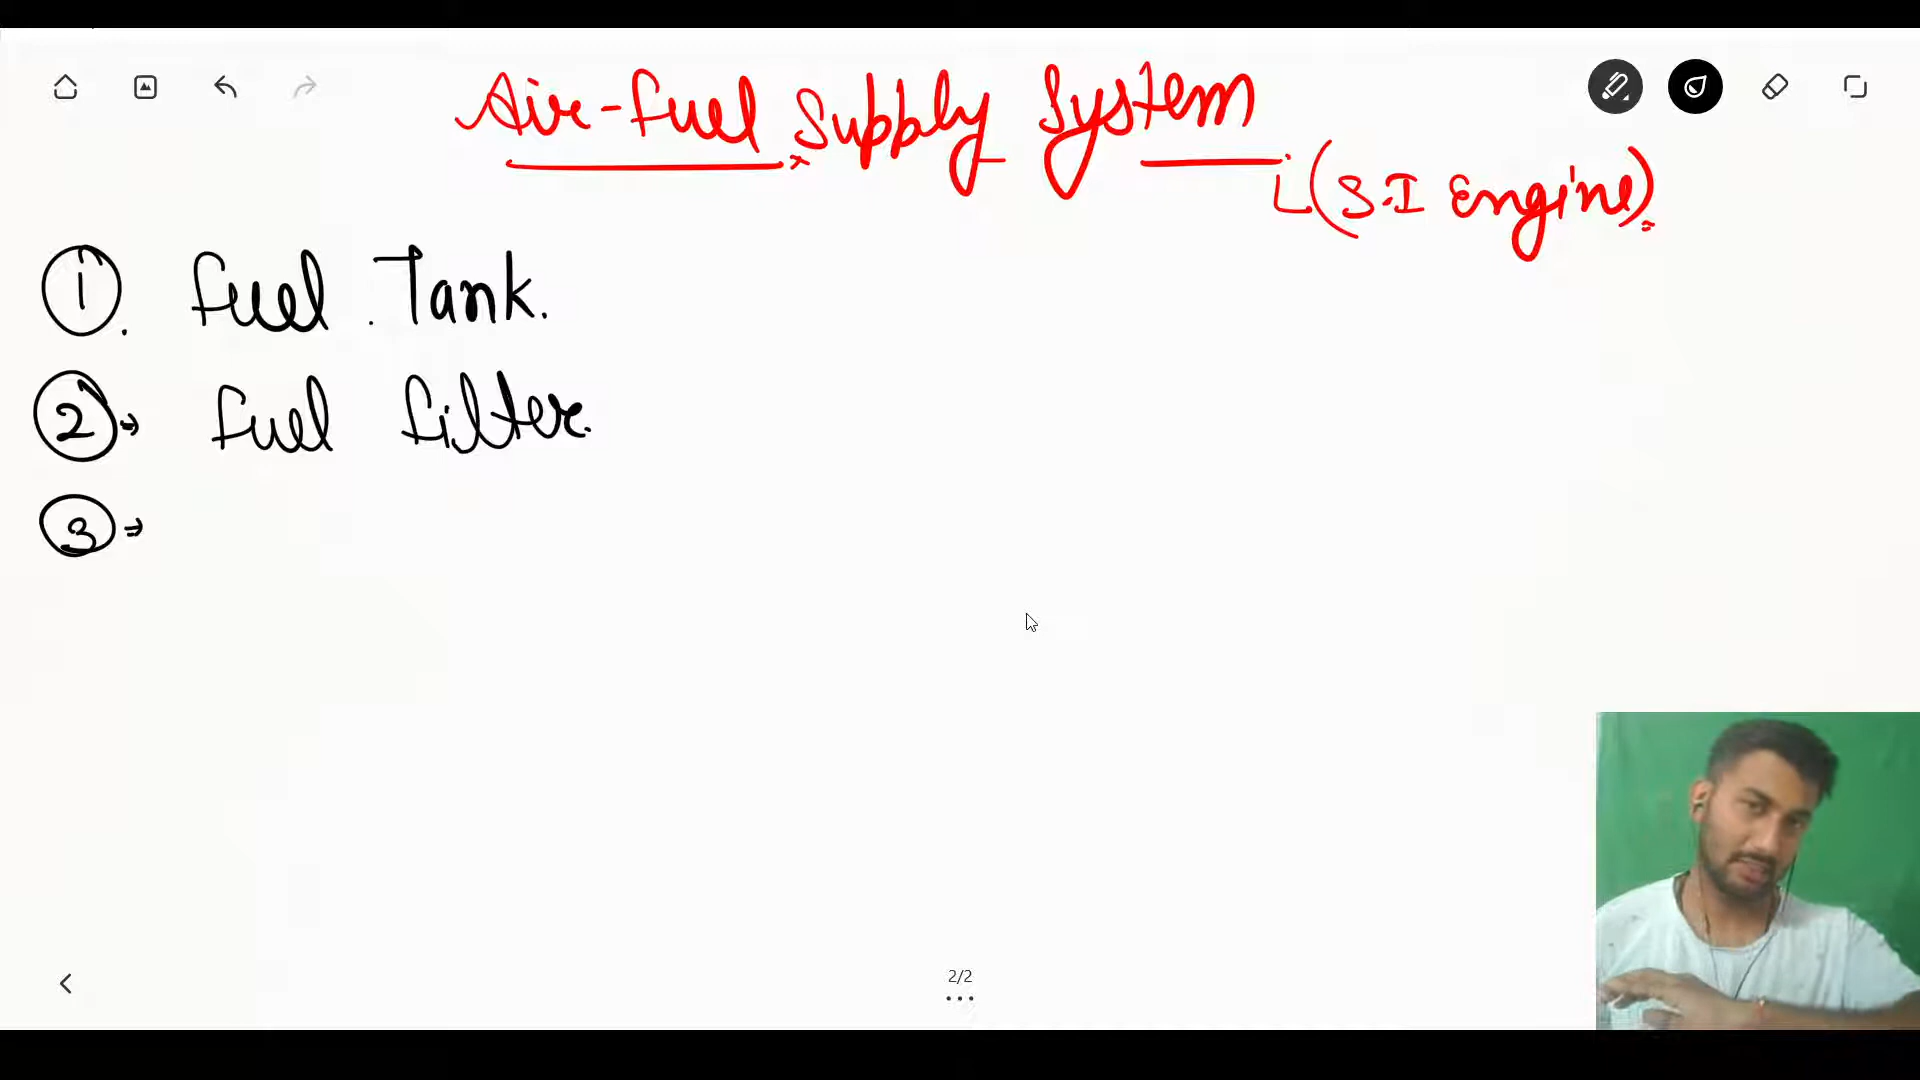 Air-Fuel Supply System
(S.I Engine)
1. Fuel Tank.
2 ⇒ Fuel Filter.
3 ⇒
2/2